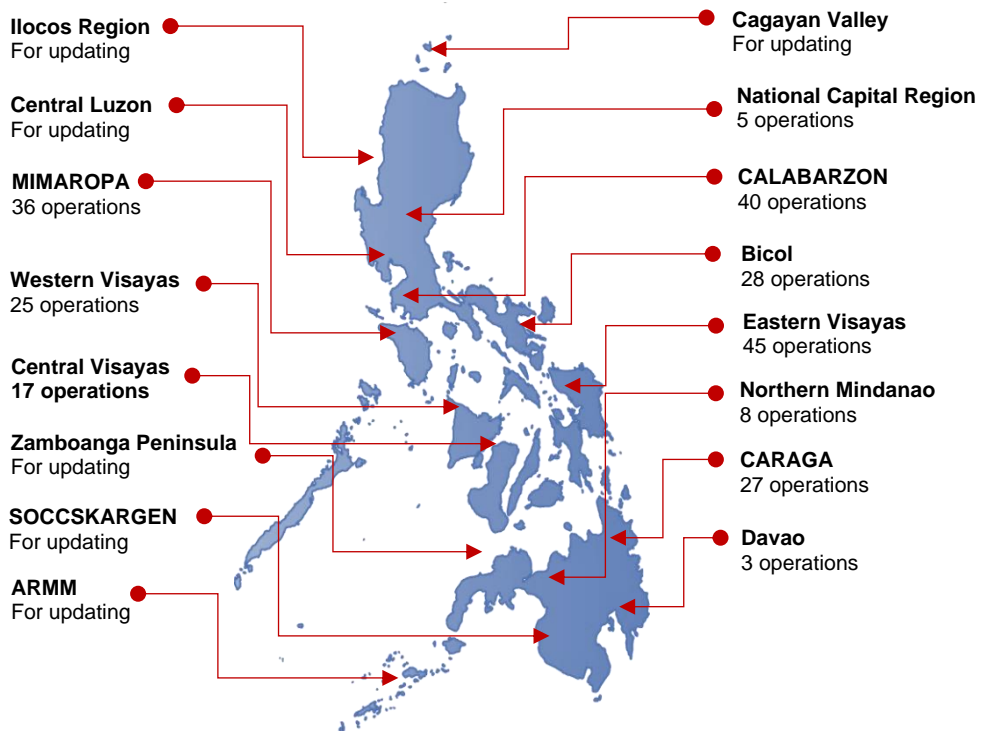 Ilocos Region
For updating
Central Luzon
For updating
MIMAROPA
36 operations
Western Visayas
25 operations
Central Visayas
17 operations
Zamboanga Peninsula
For updating
SOCCSKARGEN
For updating
ARMM
For updating
Cagayan Valley
For updating
National Capital Region
5 operations
CALABARZON
40 operations
Bicol
28 operations
Eastern Visayas
45 operations
Northern Mindanao
8 operations
CARAGA
27 operations
Davao
3 operations